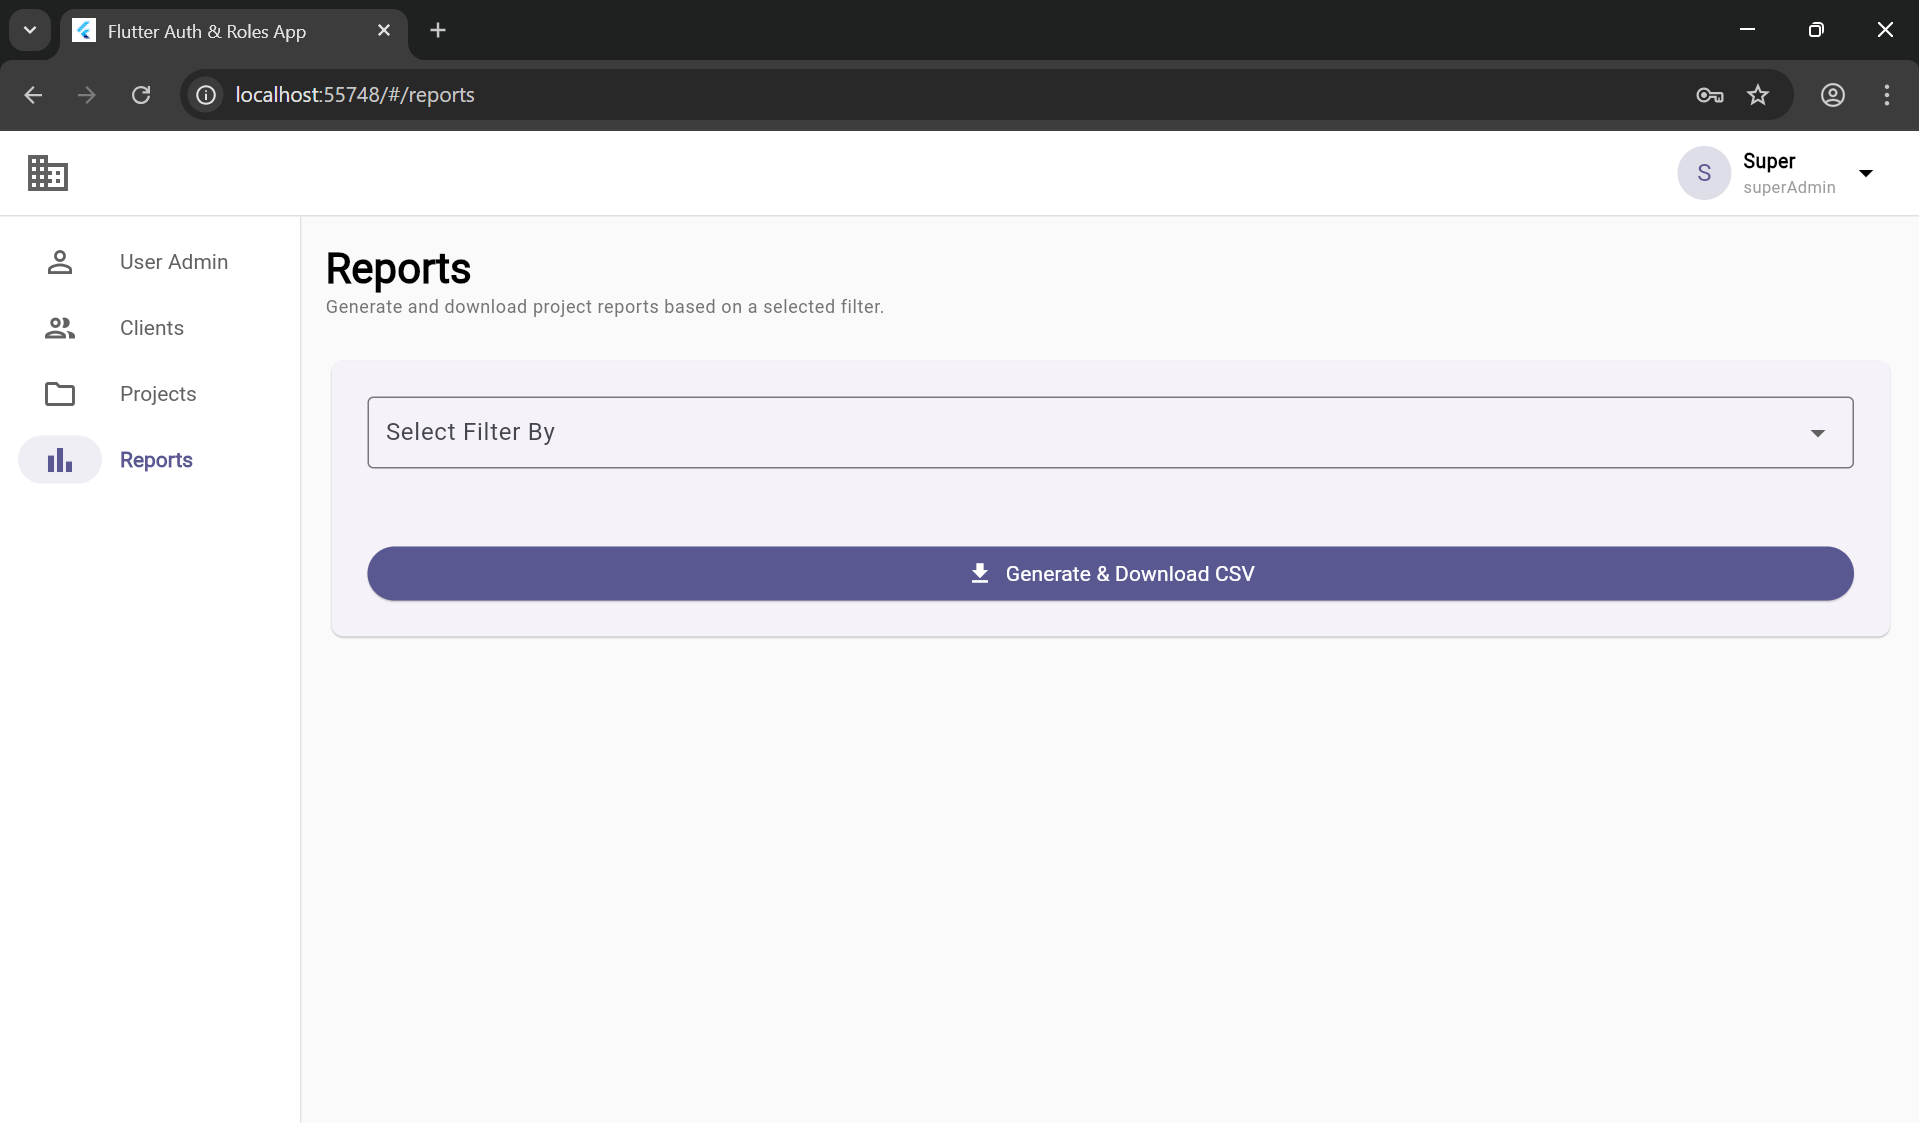 Flutter Auth & Roles App
localhost:55748/#/reports
S
Super
superAdmin
User Admin
Clients
Projects
Reports
Reports
Generate and download project reports based on a selected filter.
Select Filter By
Generate & Download CSV